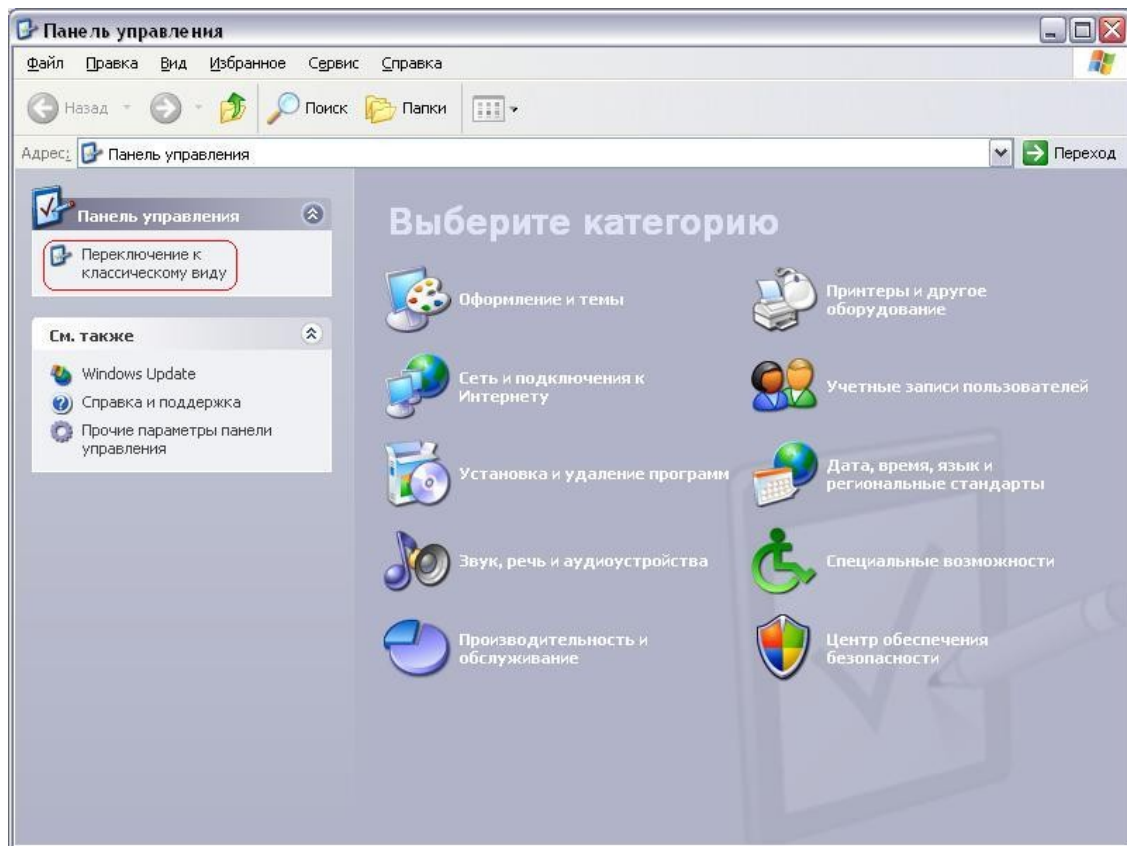 Панель управления
Файл Правка Вид Избранное Сервис Справка
Назад Поиск Папки
Адрес: Панель управления Переход
Панель управления
Переключение к
классическому виду
См. также
Windows Update
Справка и поддержка
Прочие параметры панели
управления
Выберите категорию
Оформление и темы
Принтеры и другое
оборудование
Сеть и подключения к
Интернету
Учетные записи пользователей
Установка и удаление программ
Дата, время, язык и
региональные стандарты
Звук, речь и аудиоустройства
Специальные возможности
Производительность и
обслуживание
Центр обеспечения
безопасности